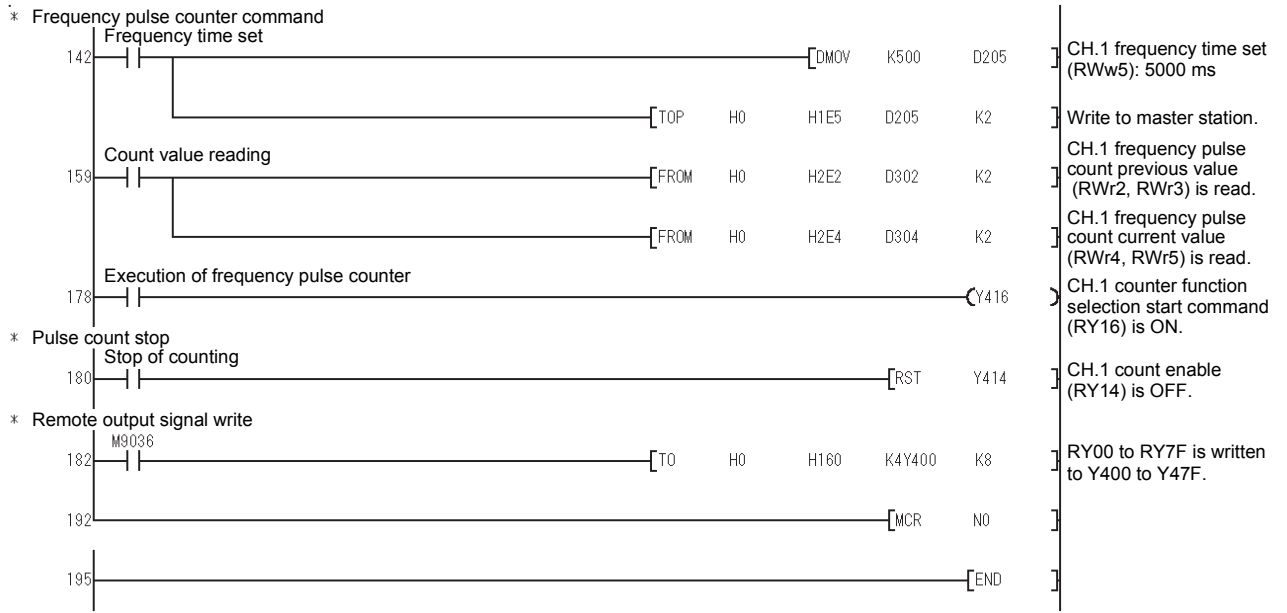 * Frequency pulse counter command
Frequency time set
142 DMOV K500 D205 CH.1 frequency time set
(RWw5): 5000 ms
TOP H0 H1E5 D205 K2 Write to master station.
Count value reading
159 FROM H0 H2E2 D302 K2 CH.1 frequency pulse
count previous value
(RWr2, RWr3) is read.
FROM H0 H2E4 D304 K2 CH.1 frequency pulse
count current value
(RWr4, RWr5) is read.
Execution of frequency pulse counter
178 Y416 CH.1 counter function
selection start command
(RY16) is ON.
* Pulse count stop
Stop of counting
180 RST Y414 CH.1 count enable
(RY14) is OFF.
* Remote output signal write
M9036
182 TO H0 H160 K4Y400 K8 RY00 to RY7F is written
to Y400 to Y47F.
192 MCR N0
195 END